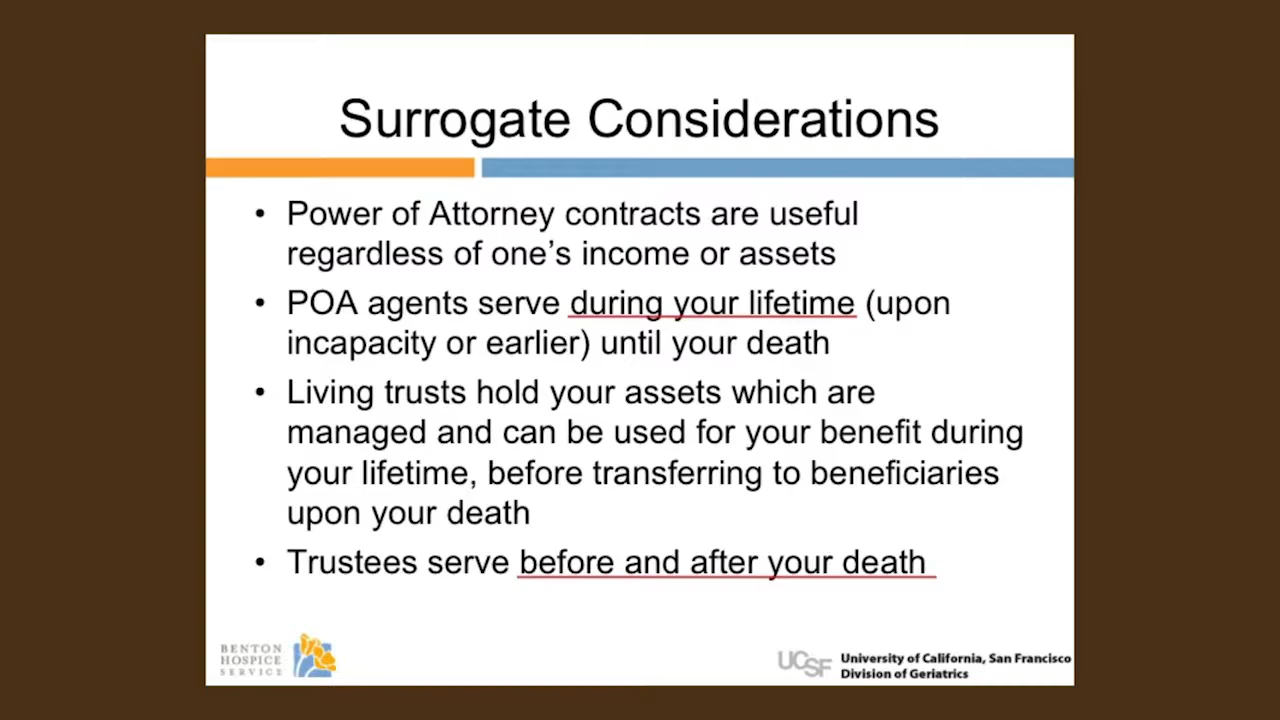 Surrogate Considerations
• Power of Attorney contracts are useful
regardless of one’s income or assets
• POA agents serve during your lifetime (upon
incapacity or earlier) until your death
• Living trusts hold your assets which are
managed and can be used for your benefit during
your lifetime, before transferring to beneficiaries
upon your death
• Trustees serve before and after your death
BENTON
HOSPICE
SERVICE
UCSF
University of California, San Francisco
Division of Geriatrics